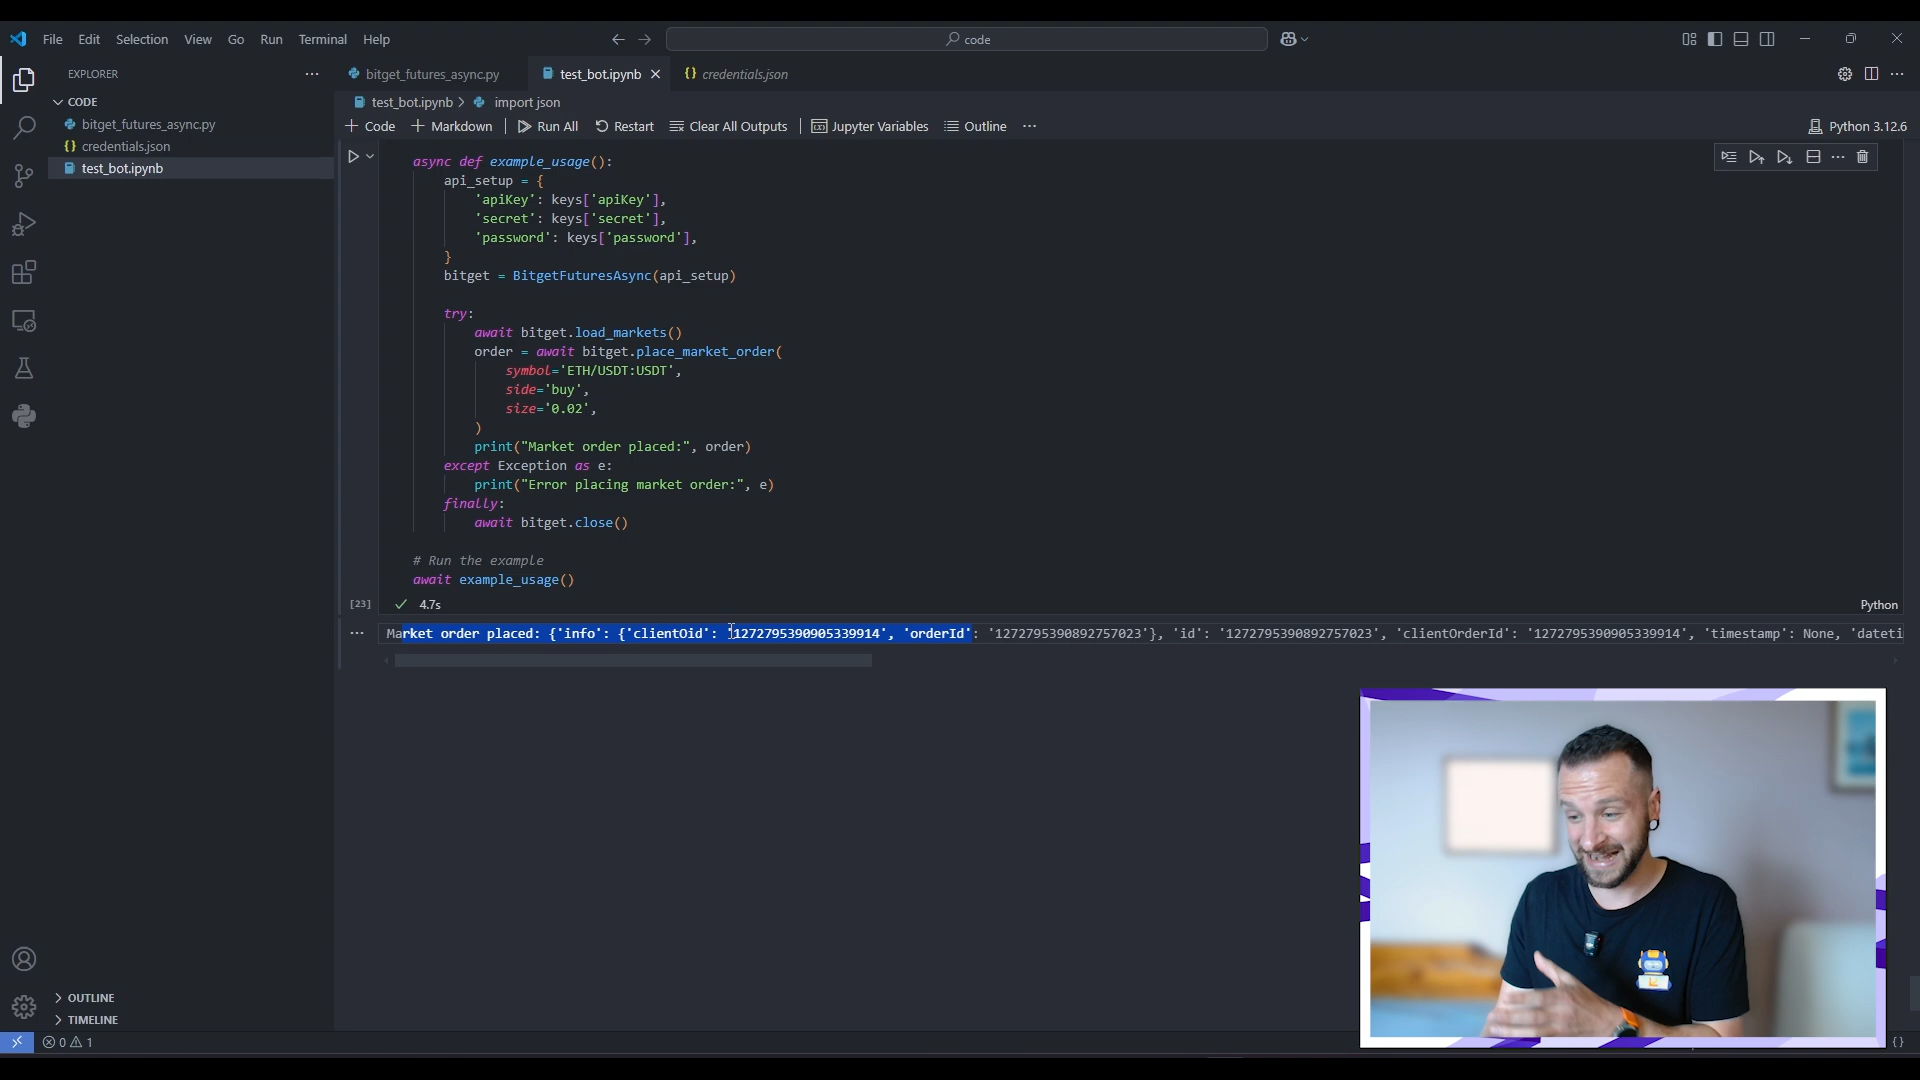 File Edit Selection View Go Run Terminal Help
code
EXPLORER
CODE
bitget_futures_async.py
credentials.json
test_bot.ipynb
bitget_futures_async.py
test_bot.ipynb
credentials.json
test_bot.ipynb > import json
+ Code + Markdown Run All Restart Clear All Outputs Jupyter Variables Outline ...
Python 3.12.6
async def example_usage():
api_setup = {
'apiKey': keys['apiKey'],
'secret': keys['secret'],
'password': keys['password'],
}
bitget = BitgetFuturesAsync(api_setup)
try:
await bitget.load_markets()
order = await bitget.place_market_order(
symbol='ETH/USDT:USDT',
side='buy',
size='0.02',
)
print("Market order placed:", order)
except Exception as e:
print("Error placing market order:", e)
finally:
await bitget.close()
# Run the example
await example_usage()
[23]
4.7s
Python
Market order placed: {'info': {'clientOid': '1272795390905339914', 'orderId': '1272795390892757023'}, 'id': '1272795390892757023', 'clientOrderId': '1272795390905339914', 'timestamp': None, 'dateti
OUTLINE
TIMELINE
0 1
{}